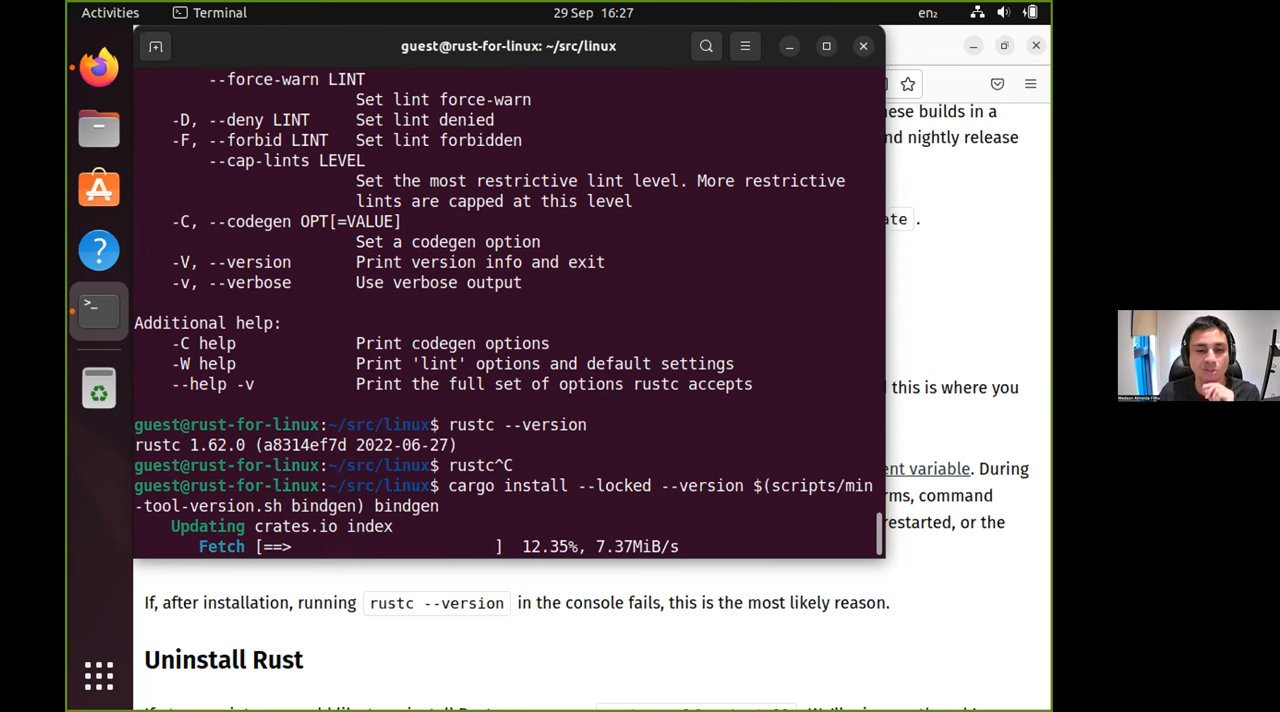 Activities
Terminal
29 Sep 16:27
en₂
guest@rust-for-linux: ~/src/linux
--force-warn LINT
Set lint force-warn
-D, --deny LINT Set lint denied
-F, --forbid LINT Set lint forbidden
--cap-lints LEVEL
Set the most restrictive lint level. More restrictive
lints are capped at this level
-C, --codegen OPT[=VALUE]
Set a codegen option
-V, --version Print version info and exit
-v, --verbose Use verbose output
Additional help:
-C help Print codegen options
-W help Print 'lint' options and default settings
--help -v Print the full set of options rustc accepts
guest@rust-for-linux:~/src/linux$ rustc --version
rustc 1.62.0 (a8314ef7d 2022-06-27)
guest@rust-for-linux:~/src/linux$ rustc^C
guest@rust-for-linux:~/src/linux$ cargo install --locked --version $(scripts/min
-tool-version.sh bindgen) bindgen
Updating crates.io index
Fetch [==> ] 12.35%, 7.37MiB/s
hese builds in a
nd nightly release
ate .
this is where you
ent variable. During
rms, command
restarted, or the
If, after installation, running rustc --version in the console fails, this is the most likely reason.
Uninstall Rust
Wedson Almeida Filho